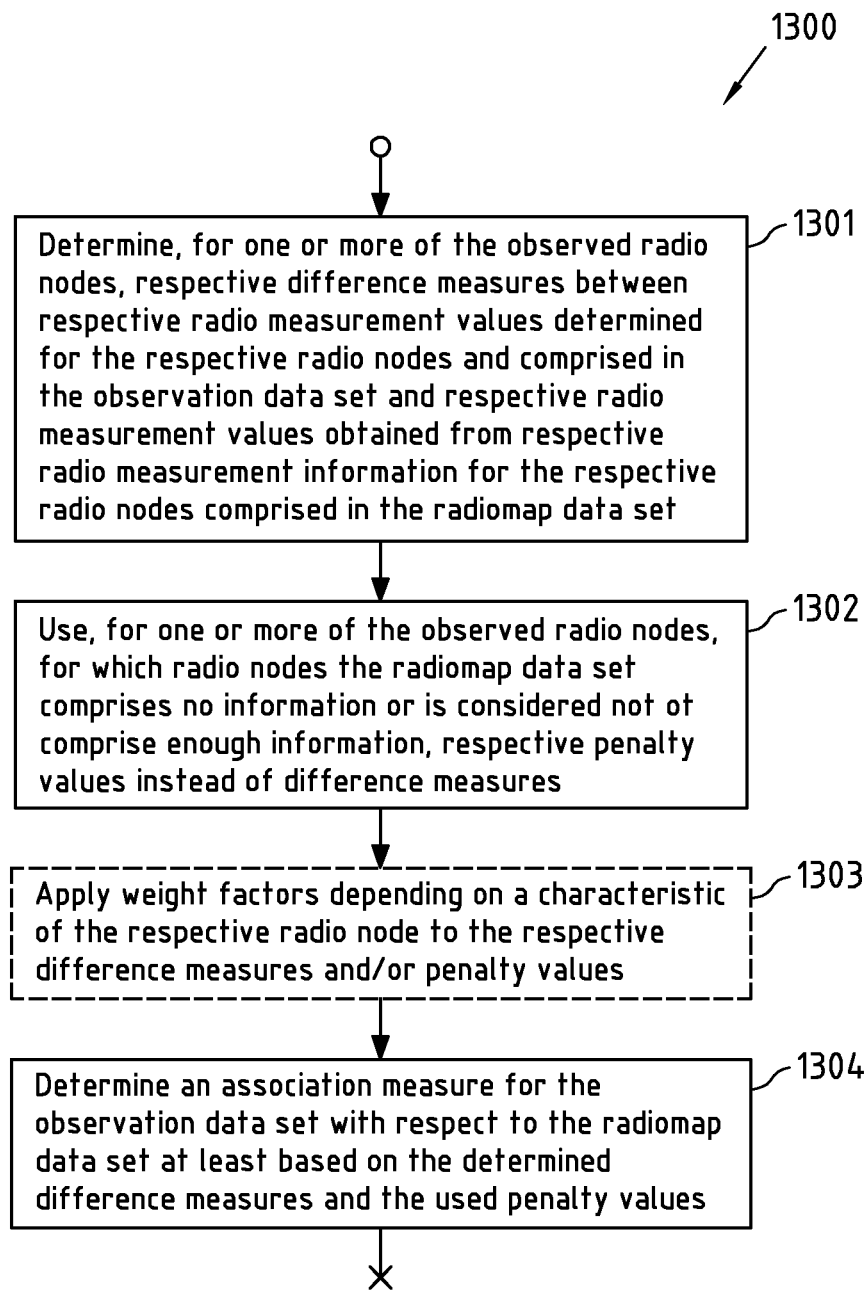 1300
1301
Determine, for one or more of the observed radio
nodes, respective difference measures between
respective radio measurement values determined
for the respective radio nodes and comprised in
the observation data set and respective radio
measurement values obtained from respective
radio measurement information for the respective
radio nodes comprised in the radiomap data set
1302
Use, for one or more of the observed radio nodes,
for which radio nodes the radiomap data set
comprises no information or is considered not ot
comprise enough information, respective penalty
values instead of difference measures
1303
Apply weight factors depending on a characteristic
of the respective radio node to the respective
difference measures and/or penalty values
1304
Determine an association measure for the
observation data set with respect to the radiomap
data set at least based on the determined
difference measures and the used penalty values